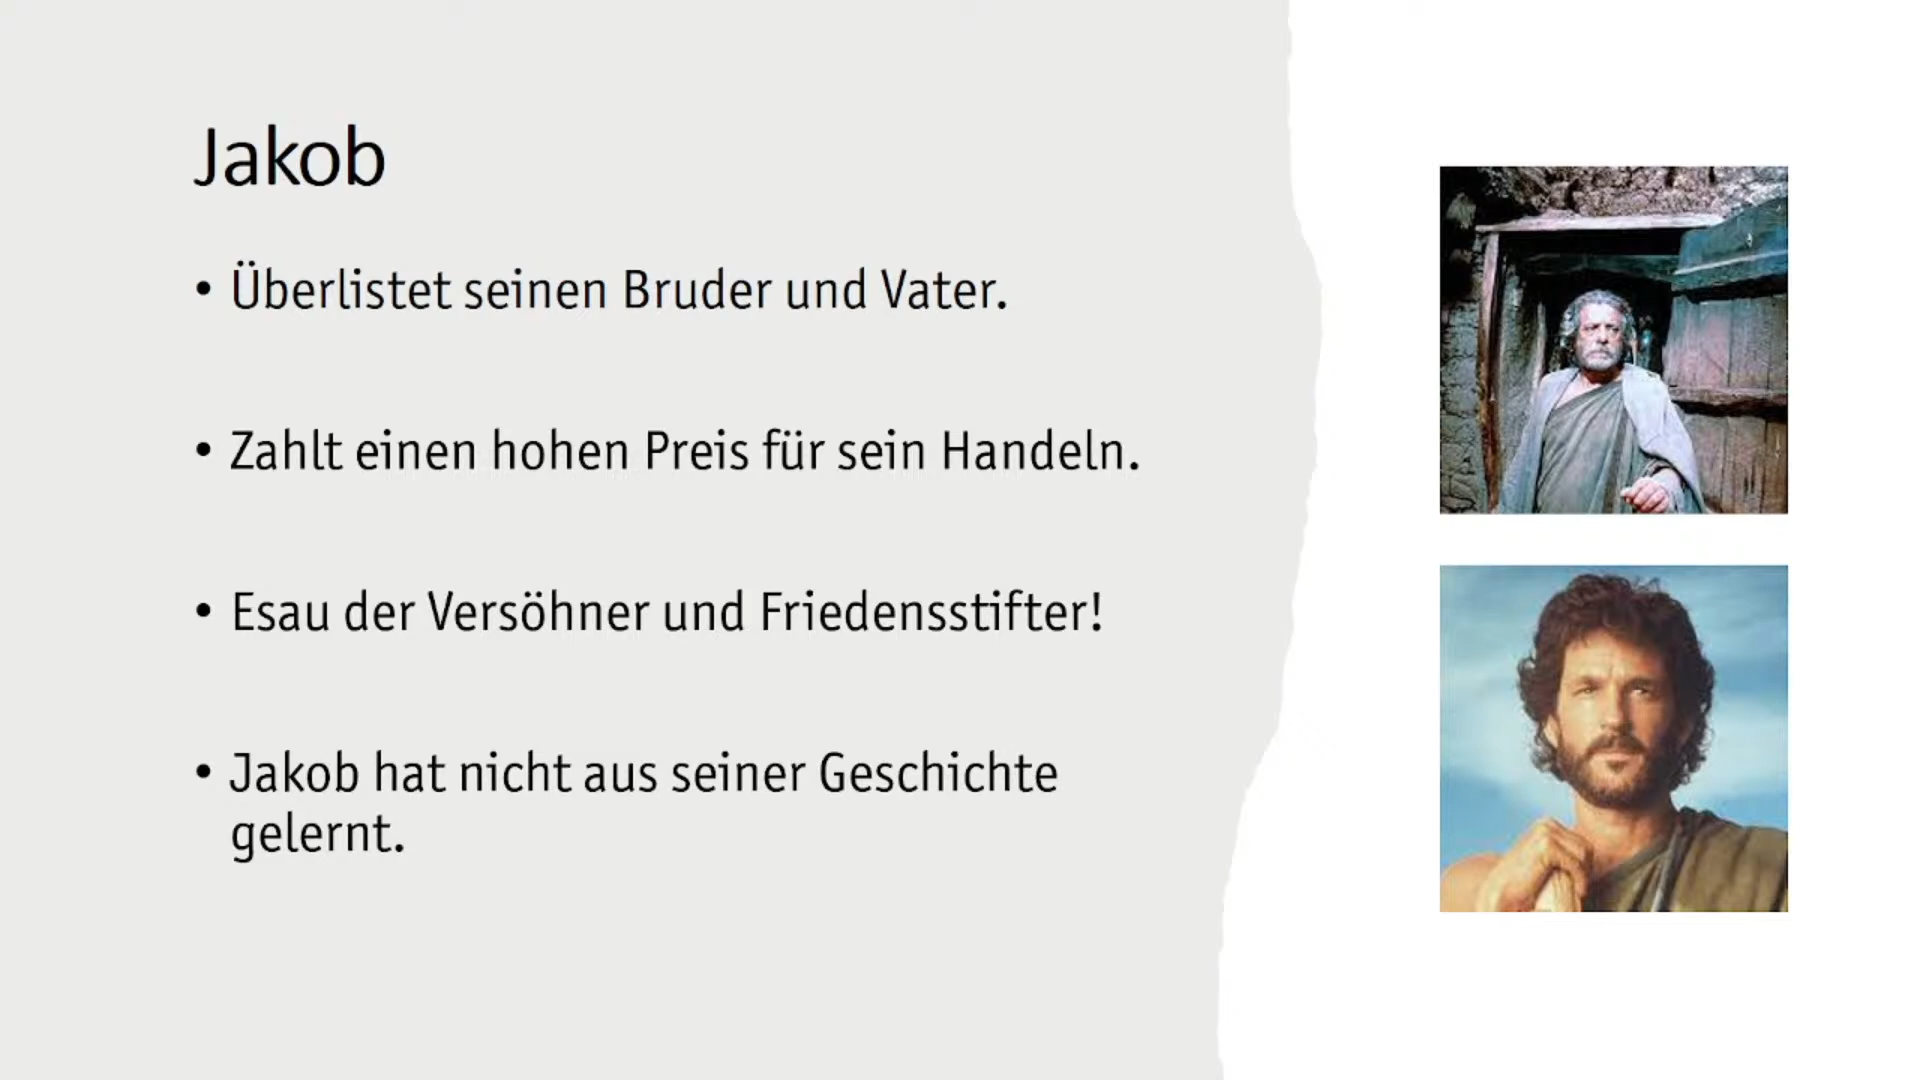 Jakob
• Überlistet seinen Bruder und Vater.
• Zahlt einen hohen Preis für sein Handeln.
• Esau der Versöhner und Friedensstifter!
• Jakob hat nicht aus seiner Geschichte
gelernt.